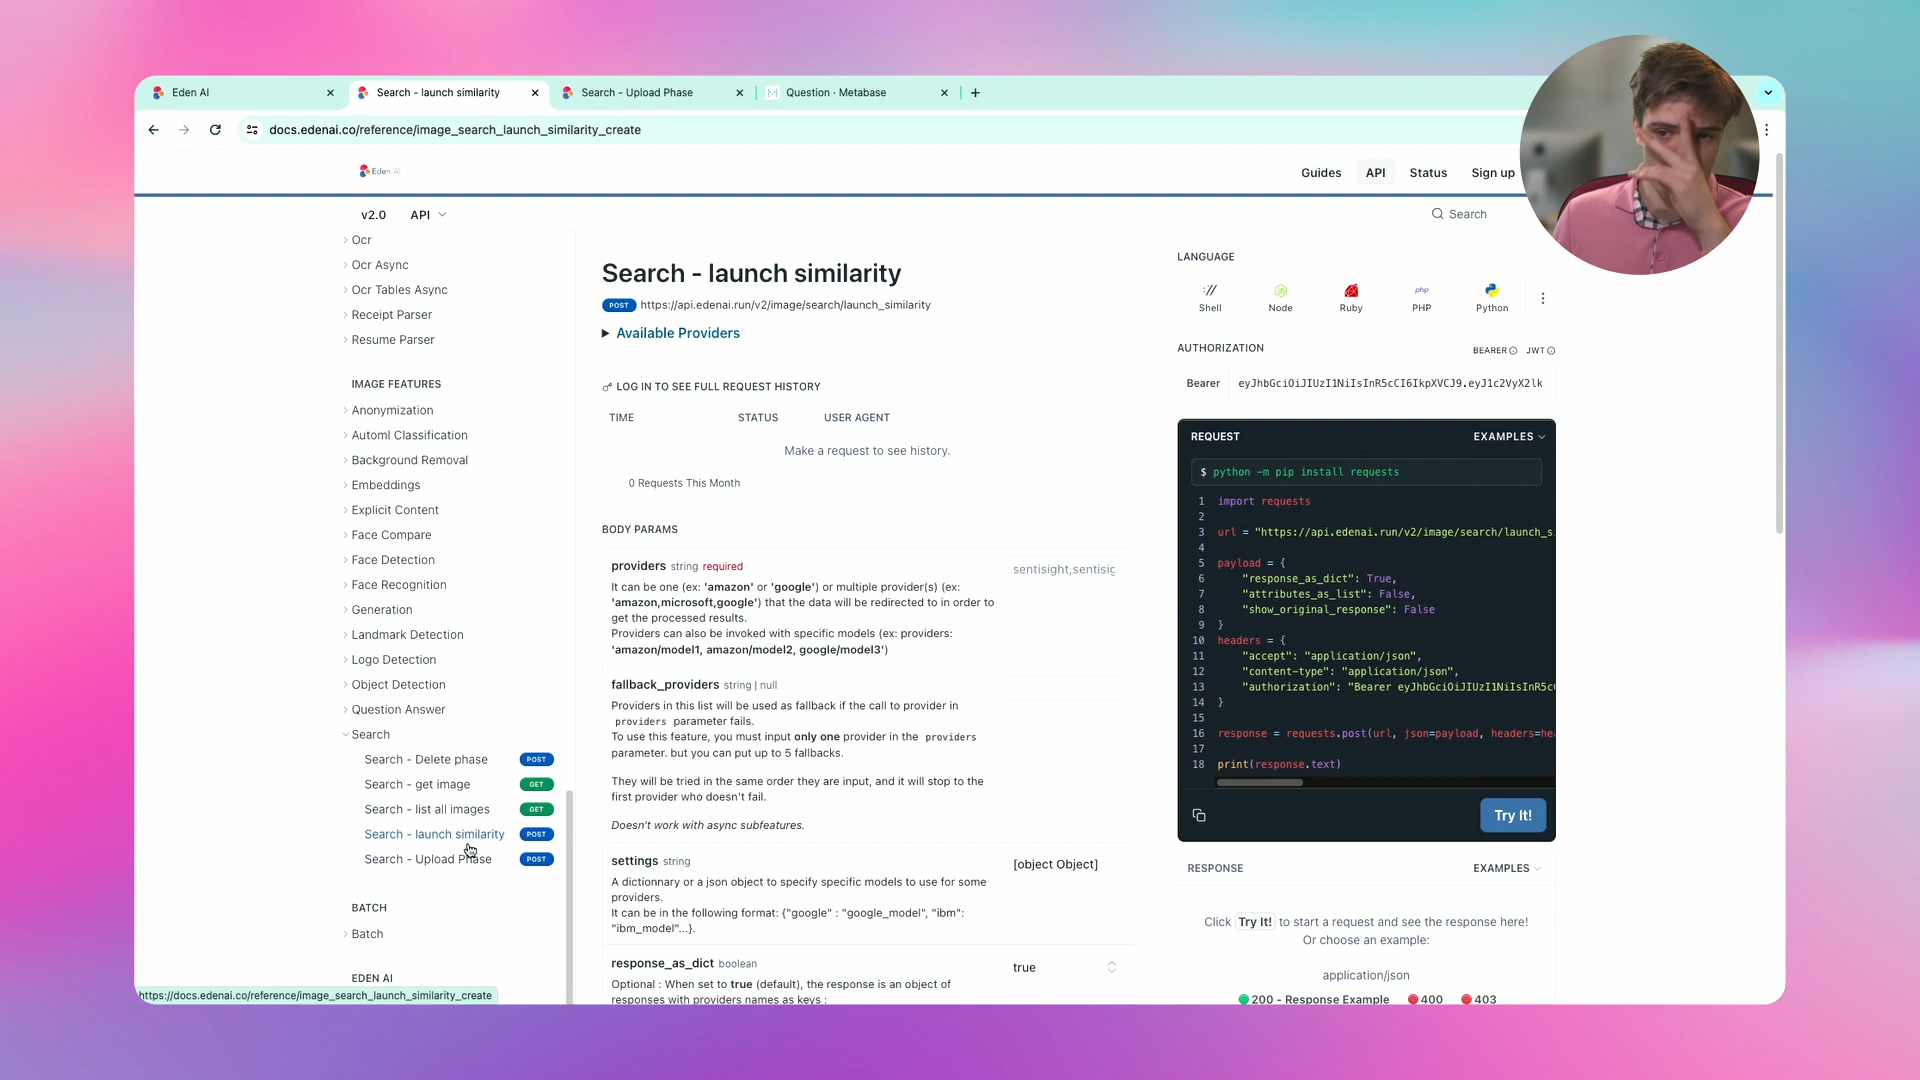 Eden AI
Search - launch similarity
Search - Upload Phase
Question · Metabase
docs.edenai.co/reference/image_search_launch_similarity_create
Eden AI
Guides
API
Status
Sign up
v2.0
API
Search
Ocr
Ocr Async
Ocr Tables Async
Receipt Parser
Resume Parser
IMAGE FEATURES
Anonymization
Automl Classification
Background Removal
Embeddings
Explicit Content
Face Compare
Face Detection
Face Recognition
Generation
Landmark Detection
Logo Detection
Object Detection
Question Answer
Search
Search - Delete phase POST
Search - get image GET
Search - list all images GET
Search - launch similarity POST
Search - Upload Phase POST
BATCH
Batch
EDEN AI
https://docs.edenai.co/reference/image_search_launch_similarity_create
Search - launch similarity
POST https://api.edenai.run/v2/image/search/launch_similarity
Available Providers
LOG IN TO SEE FULL REQUEST HISTORY
TIME STATUS USER AGENT
Make a request to see history.
0 Requests This Month
BODY PARAMS
providers string required
sentisight,sentisig
It can be one (ex: 'amazon' or 'google') or multiple provider(s) (ex:
'amazon,microsoft,google') that the data will be redirected to in order to
get the processed results.
Providers can also be invoked with specific models (ex: providers:
'amazon/model1, amazon/model2, google/model3')
fallback_providers string | null
Providers in this list will be used as fallback if the call to provider in
providers parameter fails.
To use this feature, you must input only one provider in the providers
parameter. but you can put up to 5 fallbacks.
They will be tried in the same order they are input, and it will stop to the
first provider who doesn't fail.
Doesn't work with async subfeatures.
settings string
[object Object]
A dictionnary or a json object to specify specific models to use for some
providers.
It can be in the following format: {"google" : "google_model", "ibm":
"ibm_model"...}.
response_as_dict boolean
true
Optional : When set to true (default), the response is an object of
responses with providers names as keys :
LANGUAGE
Shell
Node
Ruby
php
PHP
Python
AUTHORIZATION
BEARER JWT
Bearer eyJhbGciOiJIUzI1NiIsInR5cCI6IkpXVCJ9.eyJ1c2VyX2lk
REQUEST
EXAMPLES
$ python -m pip install requests
1 import requests
2
3 url = "https://api.edenai.run/v2/image/search/launch_s
4
5 payload = {
6 "response_as_dict": True,
7 "attributes_as_list": False,
8 "show_original_response": False
9 }
10 headers = {
11 "accept": "application/json",
12 "content-type": "application/json",
13 "authorization": "Bearer eyJhbGciOiJIUzI1NiIsInR5c
14 }
15
16 response = requests.post(url, json=payload, headers=hea
17
18 print(response.text)
Try It!
RESPONSE
EXAMPLES
Click Try It! to start a request and see the response here!
Or choose an example:
application/json
200 - Response Example
400
403